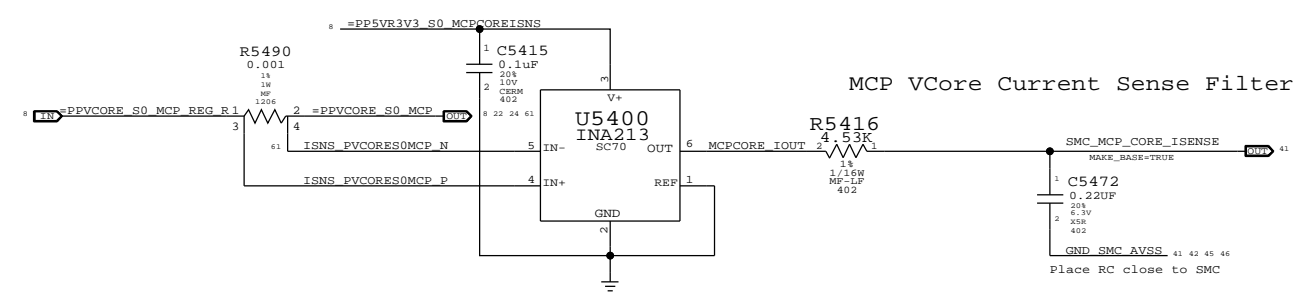 8 =PP5VR3V3_S0_MCPCOREISNS
R5490
0.001
1%
1W
MF
1206
1 C5415
0.1uF
20%
10V
2 CERM
402
3
V+
MCP VCore Current Sense Filter
8 IN =PPVCORE_S0_MCP_REG_R 1 2 =PPVCORE_S0_MCP OUT 8 22 24 61
3 4
U5400
INA213
SC70
R5416
4.53K
61 ISNS_PVCORES0MCP_N 5 IN- OUT 6 MCPCORE_IOUT 2 1
1%
1/16W
MF-LF
402
SMC_MCP_CORE_ISENSE OUT 41
MAKE_BASE=TRUE
ISNS_PVCORES0MCP_P 4 IN+ REF 1
1 C5472
0.22UF
20%
6.3V
2 X5R
402
GND
2
GND_SMC_AVSS 41 42 45 46
Place RC close to SMC